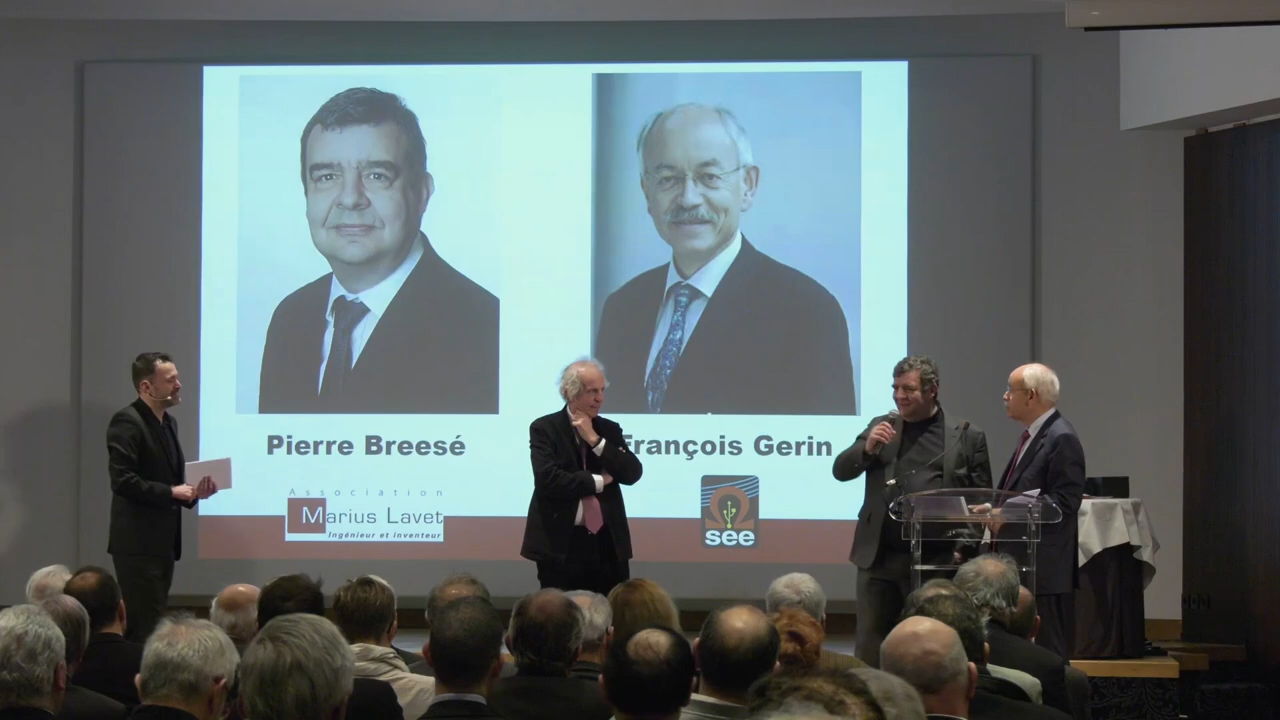 Pierre Breesé
François Gerin
Association
Marius Lavet
Ingénieur et inventeur
see